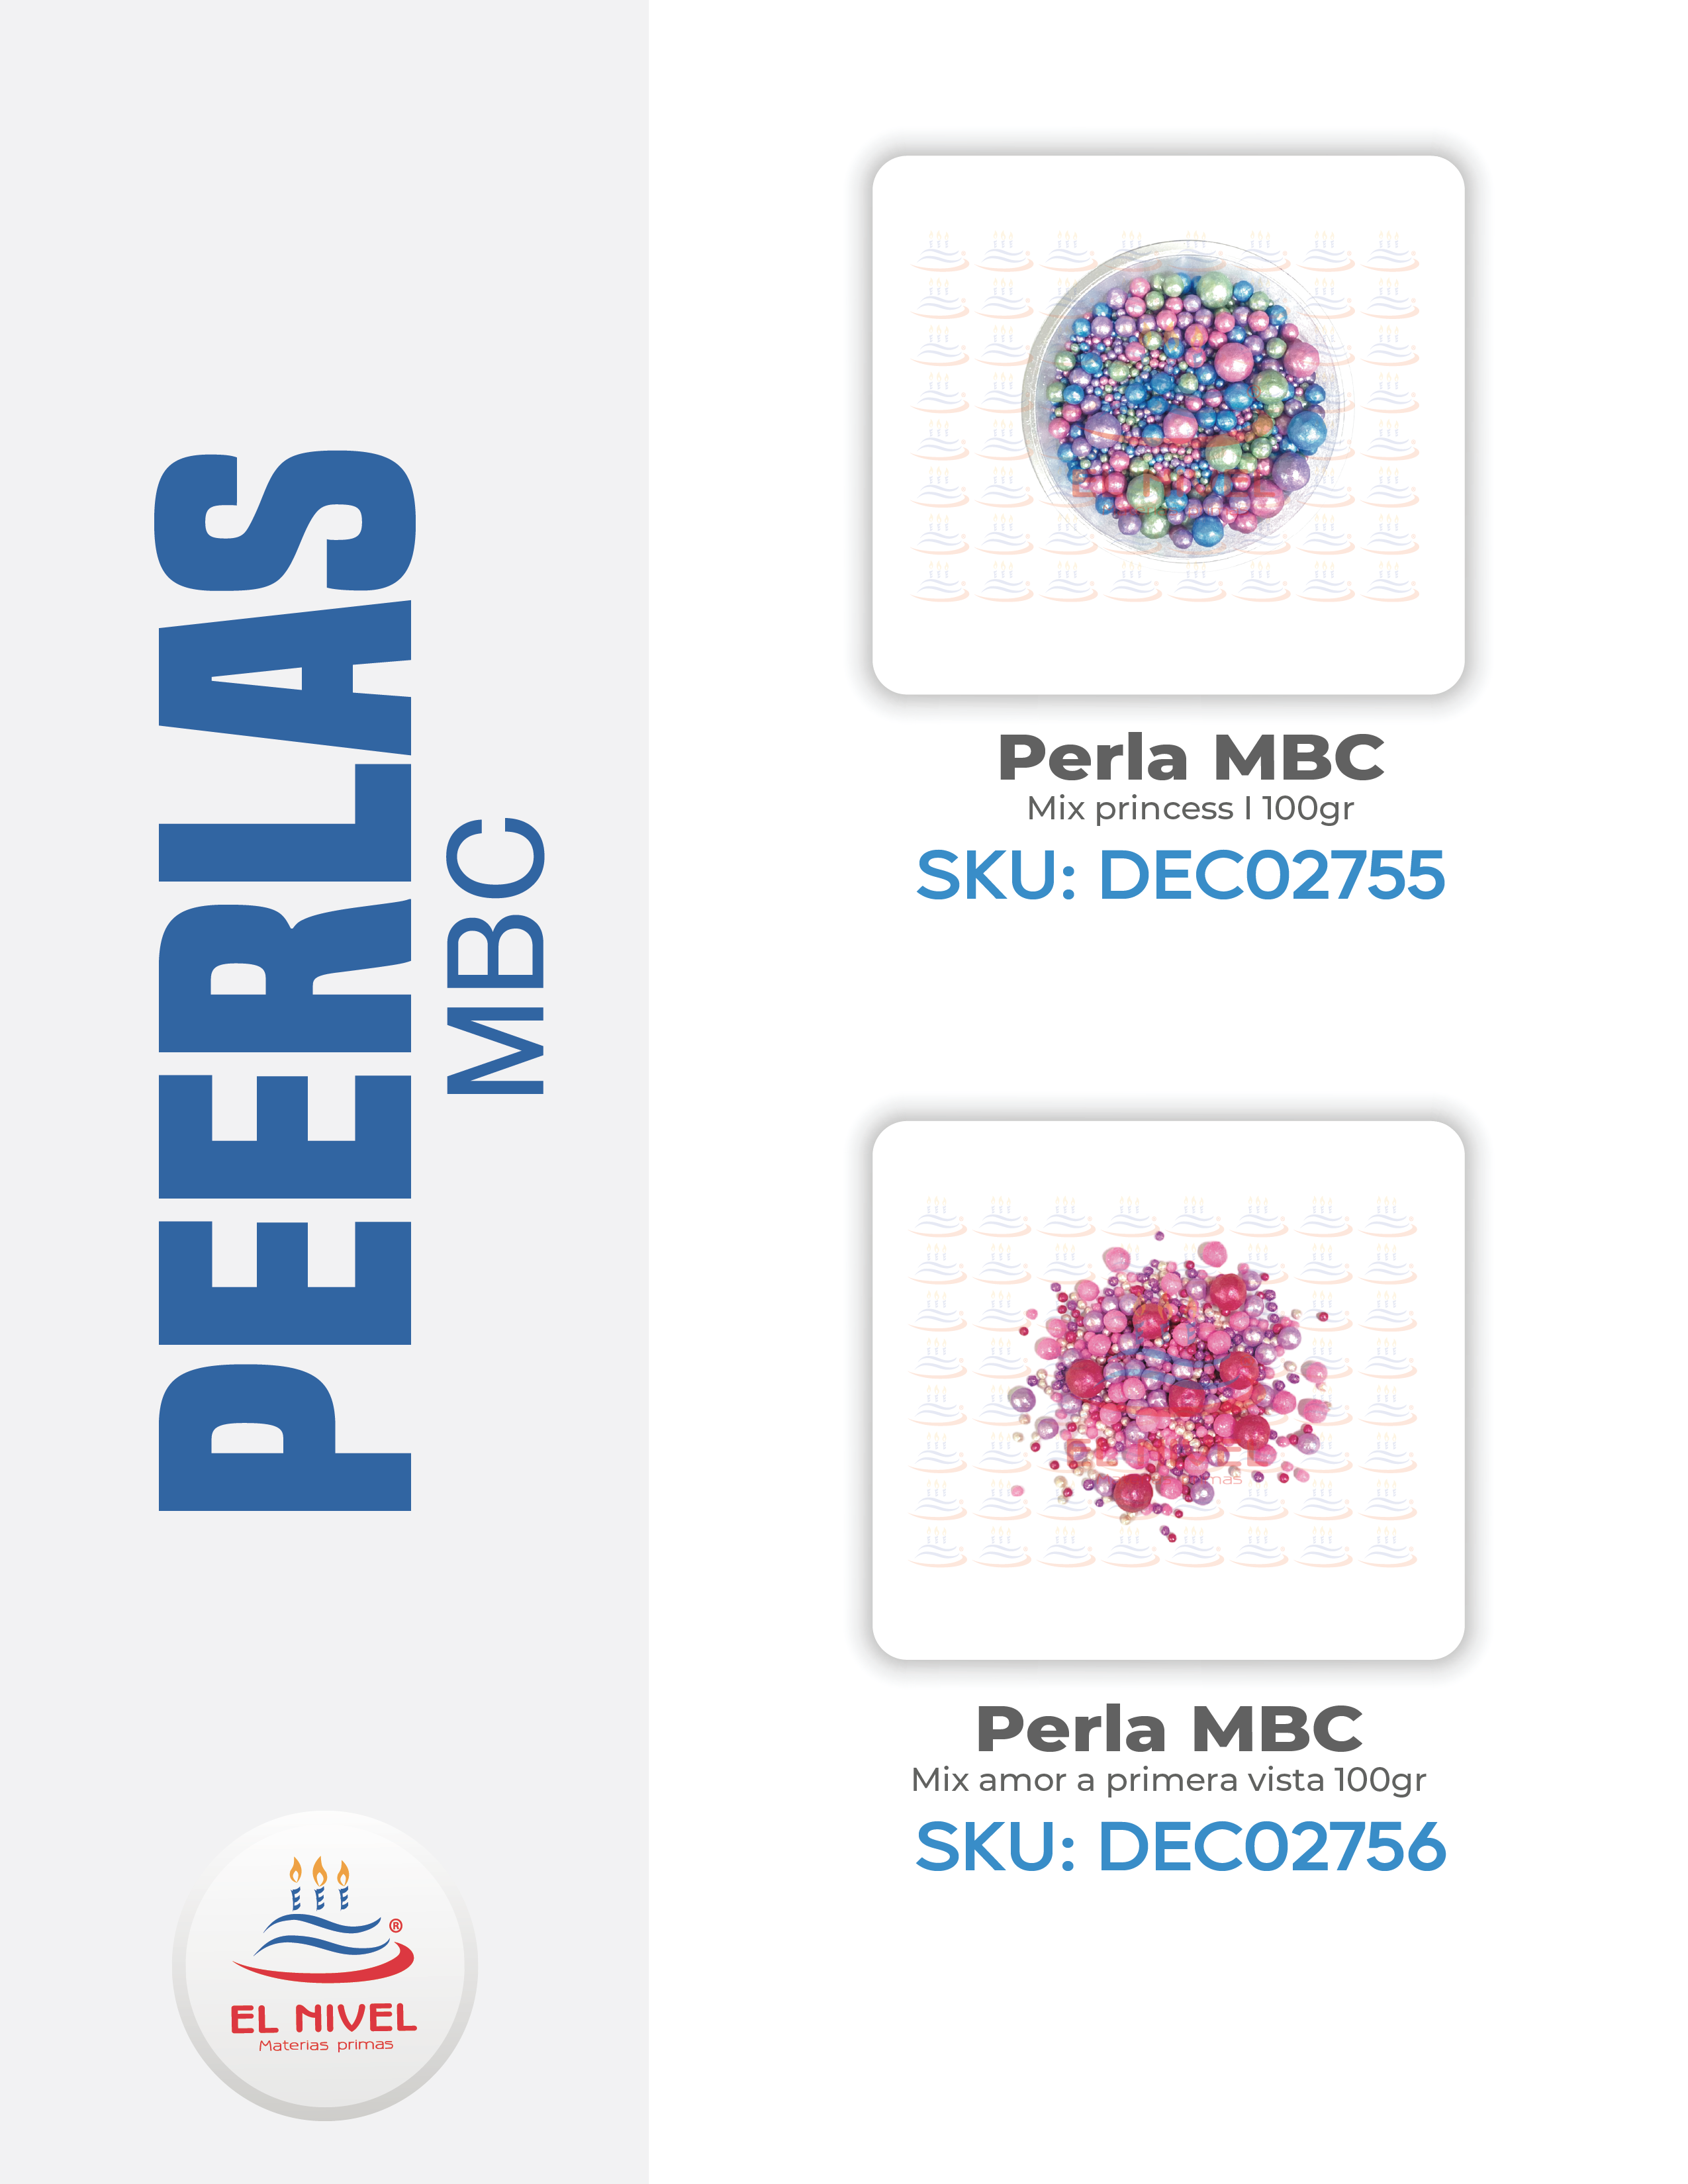 PEERLAS
MBC
Perla MBC
Mix princess I 100gr
SKU: DEC02755
Perla MBC
Mix amor a primera vista 100gr
SKU: DEC02756
®
EL NIVEL
Materias primas